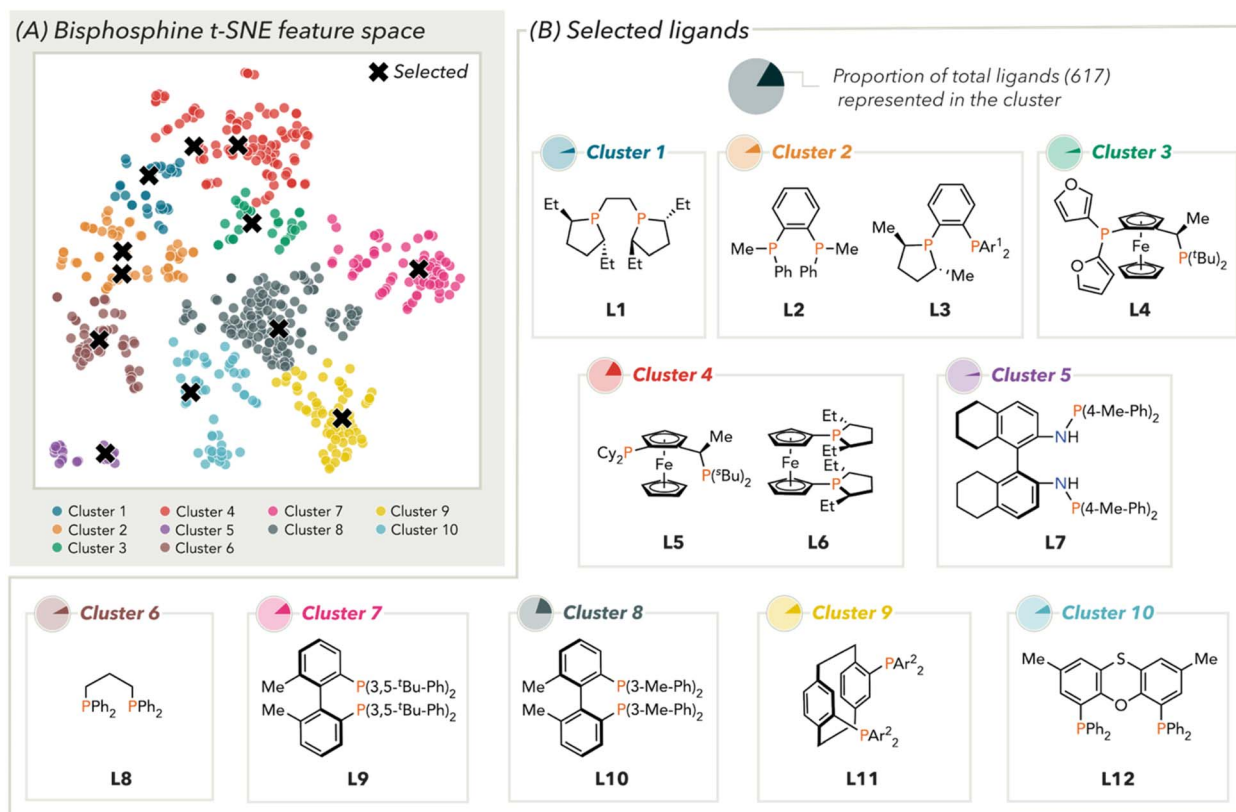 (A) Bisphosphine t-SNE feature space
Selected
Cluster 1
Cluster 2
Cluster 3
Cluster 4
Cluster 5
Cluster 6
Cluster 7
Cluster 8
Cluster 9
Cluster 10
(B) Selected ligands
Proportion of total ligands (617)
represented in the cluster
Cluster 1
Et
Et
P
P
Et
Et
L1
Cluster 2
Me
P
P
Me
Ph
Ph
L2
Me
P
PAr¹₂
Me
L3
Cluster 3
O
Me
P
Fe
O
P(ᵗBu)₂
L4
Cluster 4
Me
Cy₂P
Fe
P(ˢBu)₂
L5
Et
P
Et
Fe
Et
P
Et
L6
Cluster 5
P(4-Me-Ph)₂
NH
NH
P(4-Me-Ph)₂
L7
Cluster 6
PPh₂
PPh₂
L8
Cluster 7
Me
P(3,5-ᵗBu-Ph)₂
Me
P(3,5-ᵗBu-Ph)₂
L9
Cluster 8
Me
P(3-Me-Ph)₂
Me
P(3-Me-Ph)₂
L10
Cluster 9
PAr²₂
PAr²₂
L11
Cluster 10
Me
S
Me
O
PPh₂
PPh₂
L12